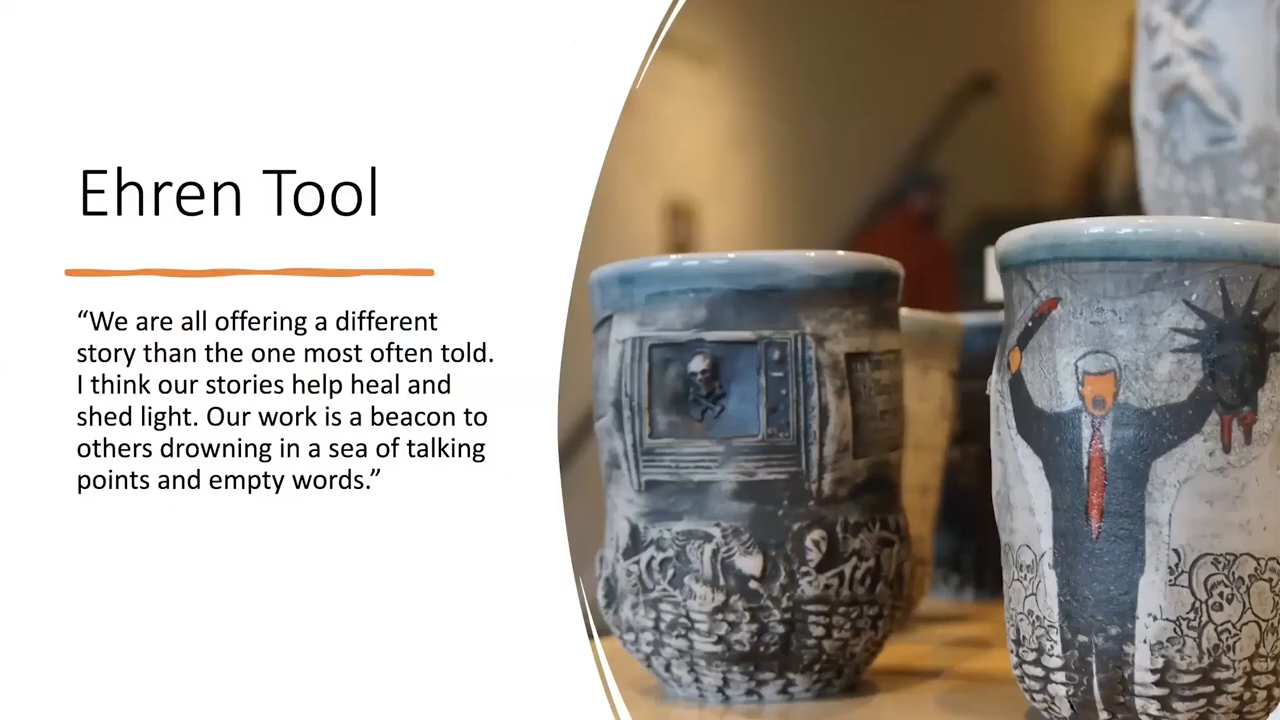 Ehren Tool
“We are all offering a different
story than the one most often told.
I think our stories help heal and
shed light. Our work is a beacon to
others drowning in a sea of talking
points and empty words.”